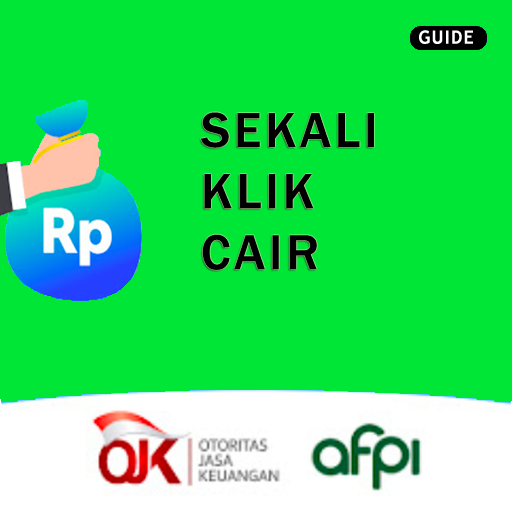 GUIDE
SEKALI
KLIK
CAIR
Rp
OJK
OTORITAS
JASA
KEUANGAN
afpi